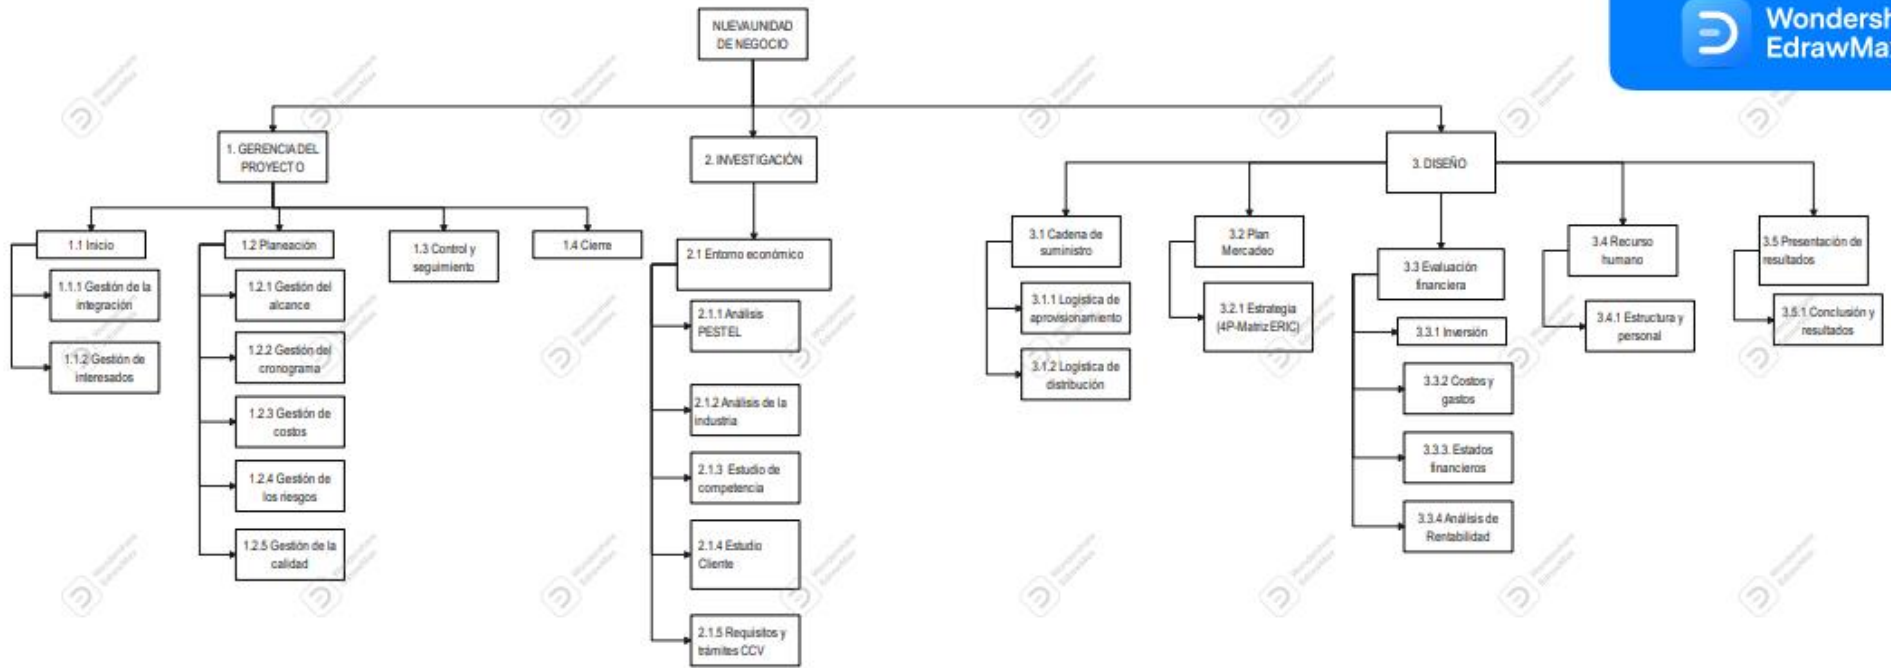 NUEVA UNIDAD
DE NEGOCIO
Wondersh
EdrawMa
1. GERENCIA DEL
PROYECTO
2. INVESTIGACIÓN
3. DISEÑO
1.1 Inicio
1.1.1 Gestión de la
integración
1.1.2 Gestión de
interesados
1.2 Planeación
1.2.1 Gestión del
alcance
1.2.2 Gestión del
cronograma
1.2.3 Gestión de
costos
1.2.4 Gestión de
los riesgos
1.2.5 Gestión de la
calidad
1.3 Control y
seguimiento
1.4 Cierre
2.1 Entorno económico
2.1.1 Análisis
PESTEL
2.1.2 Análisis de la
industria
2.1.3 Estudio de
competencia
2.1.4 Estudio
Cliente
2.1.5 Requisitos y
trámites CCV
3.1 Cadena de
suministro
3.1.1 Logística de
aprovisionamiento
3.1.2 Logística de
distribución
3.2 Plan
Mercadeo
3.2.1 Estrategia
(4P-Matriz ERIC)
3.3 Evaluación
financiera
3.3.1 Inversión
3.3.2 Costos y
gastos
3.3.3. Estados
financieros
3.3.4 Análisis de
Rentabilidad
3.4 Recurso
humano
3.4.1 Estructura y
personal
3.5 Presentación de
resultados
3.5.1 Conclusión y
resultados